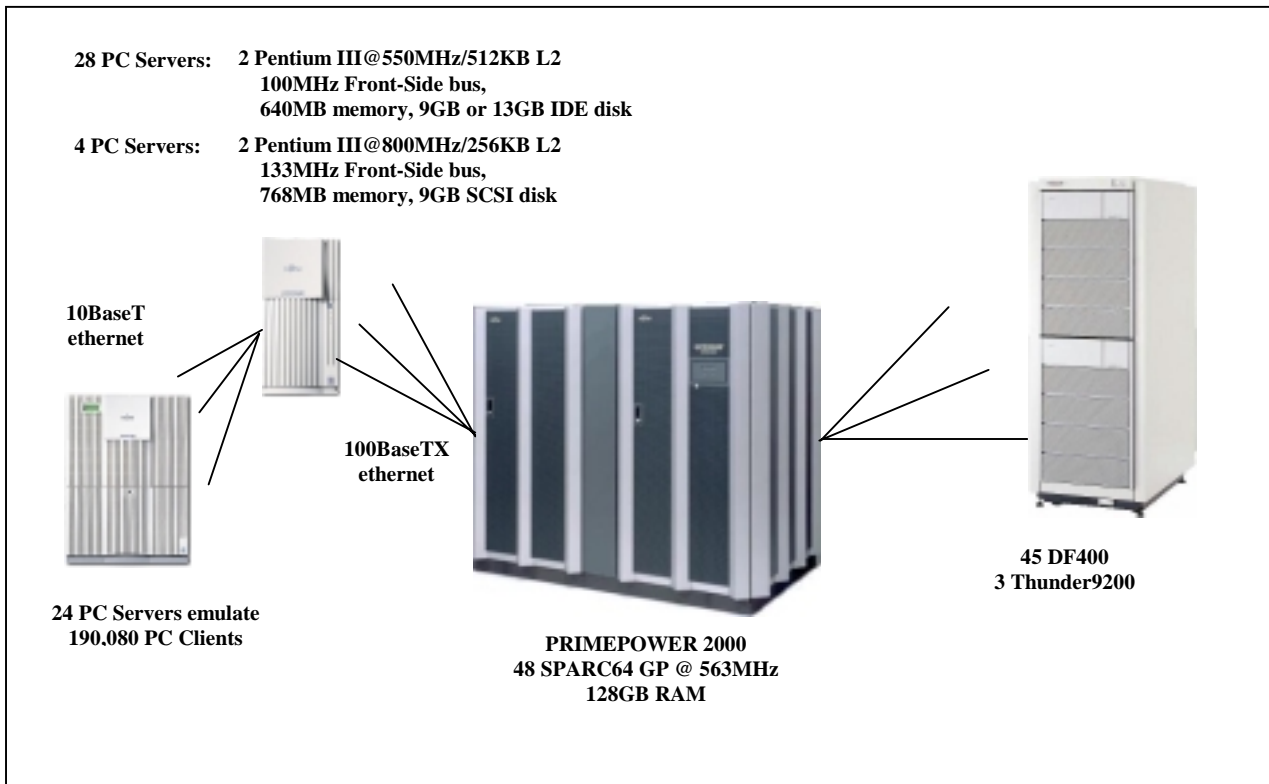 28 PC Servers: 2 Pentium III@550MHz/512KB L2
100MHz Front-Side bus,
640MB memory, 9GB or 13GB IDE disk
4 PC Servers: 2 Pentium III@800MHz/256KB L2
133MHz Front-Side bus,
768MB memory, 9GB SCSI disk
10BaseT
ethernet
100BaseTX
ethernet
24 PC Servers emulate
190,080 PC Clients
PRIMEPOWER 2000
48 SPARC64 GP @ 563MHz
128GB RAM
45 DF400
3 Thunder9200